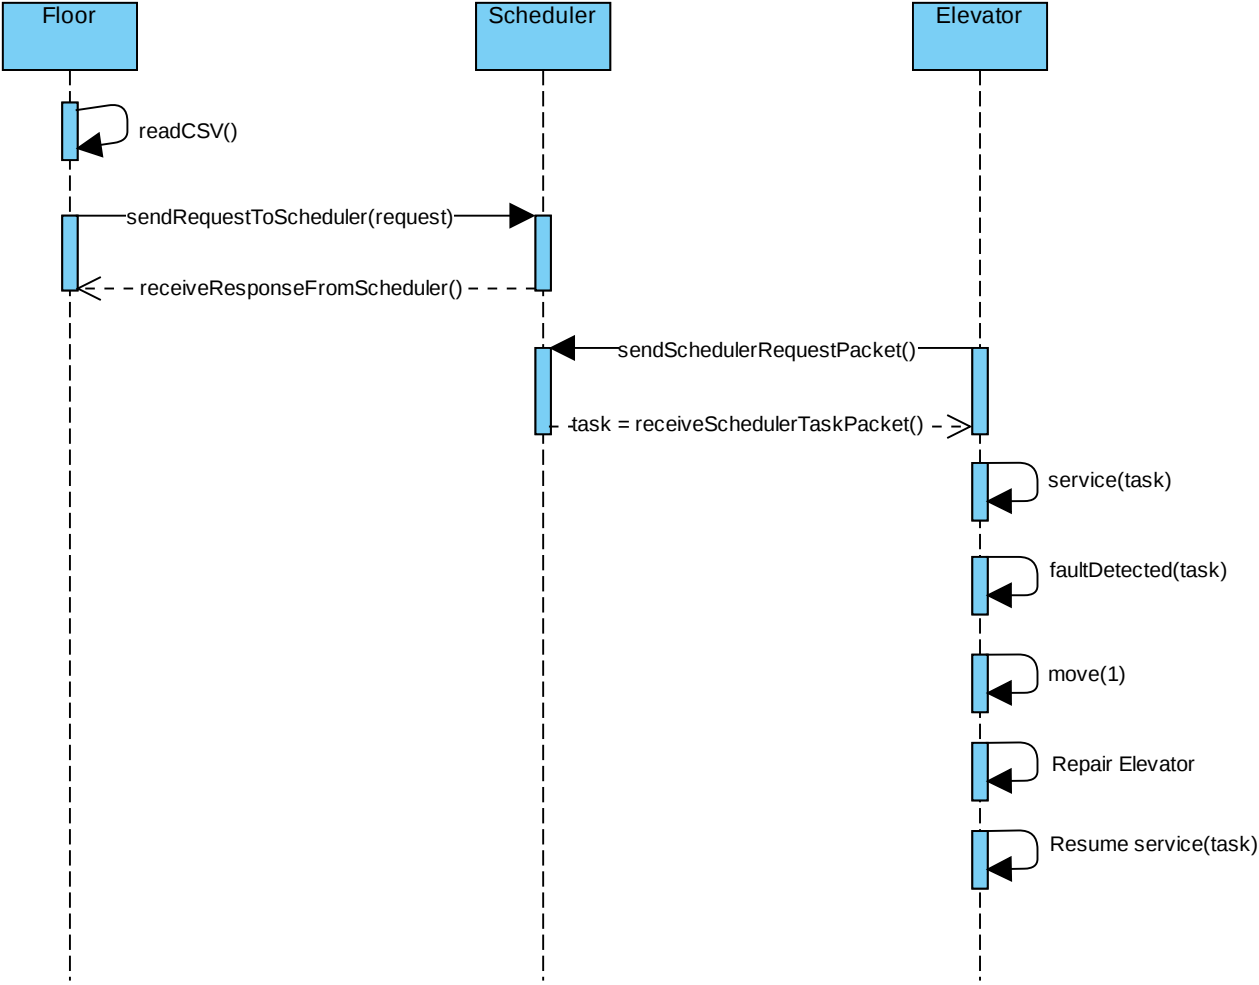 Floor
Scheduler
Elevator
readCSV()
sendRequestToScheduler(request)
receiveResponseFromScheduler()
sendSchedulerRequestPacket()
task = receiveSchedulerTaskPacket()
service(task)
faultDetected(task)
move(1)
Repair Elevator
Resume service(task)